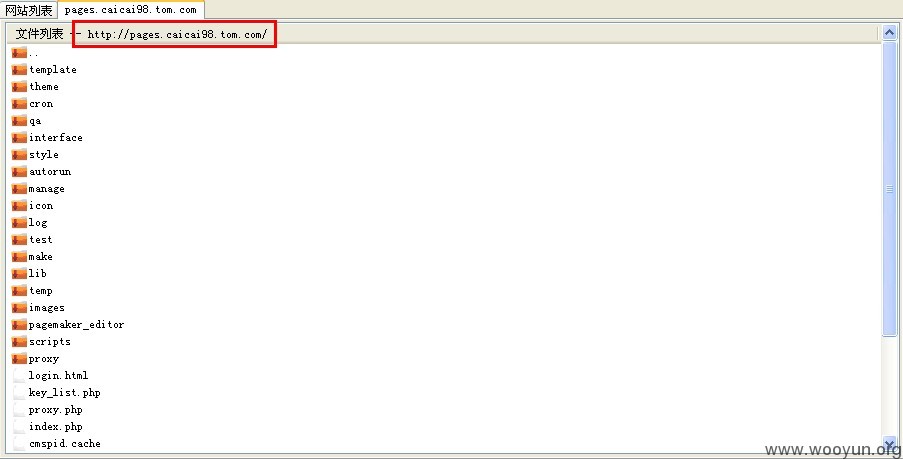 网站列表 pages.caicai98.tom.com
文件列表 -- http://pages.caicai98.tom.com/
..
template
theme
cron
qa
interface
style
autorun
manage
icon
log
test
make
lib
temp
images
pagemaker_editor
scripts
proxy
login.html
key_list.php
proxy.php
index.php
cmspid.cache
www.wooyun.org